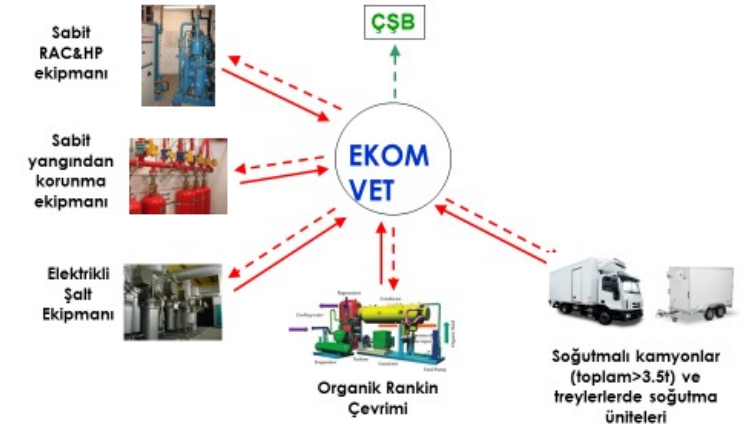 ÇŞB
Sabit
RAC&HP
ekipmanı
EKOM
VET
Sabit
yangından
korunma
ekipmanı
Elektrikli
Şalt
Ekipmanı
Organik Rankin
Çevrimi
Soğutmalı kamyonlar
(toplam>3.5t) ve
treylerlerde soğutma
üniteleri